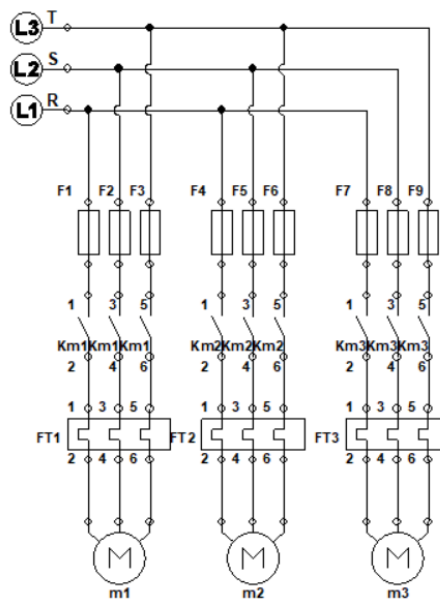 L3 T
L2 S
L1 R
F1 F2 F3 F4 F5 F6 F7 F8 F9
1 3 5 1 3 5 1 3 5
Km1 Km1 Km1 Km2 Km2 Km2 Km3 Km3 Km3
2 4 6 2 4 6 2 4 6
1 3 5 1 3 5 1 3 5
FT1 FT2 FT3
2 4 6 2 4 6 2 4 6
M M M
m1 m2 m3